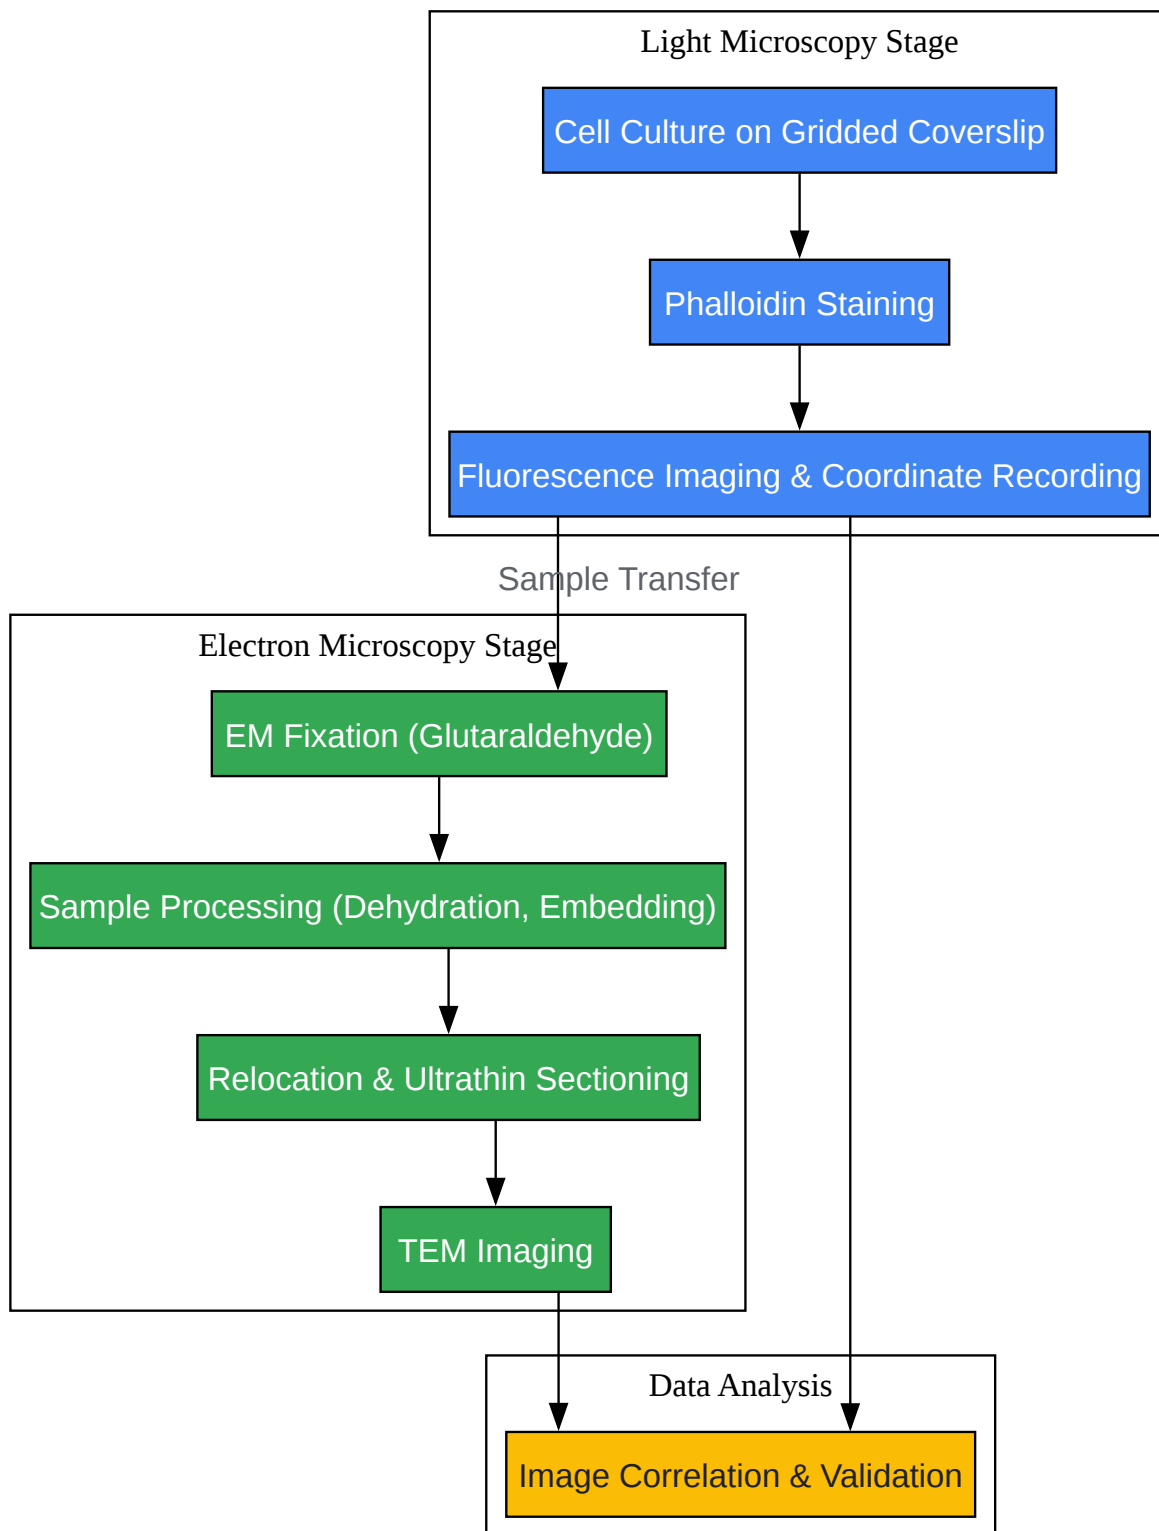 Light Microscopy Stage
Cell Culture on Gridded Coverslip
Phalloidin Staining
Fluorescence Imaging & Coordinate Recording
Sample Transfer
Electron Microscopy Stage
EM Fixation (Glutaraldehyde)
Sample Processing (Dehydration, Embedding)
Relocation & Ultrathin Sectioning
TEM Imaging
Data Analysis
Image Correlation & Validation